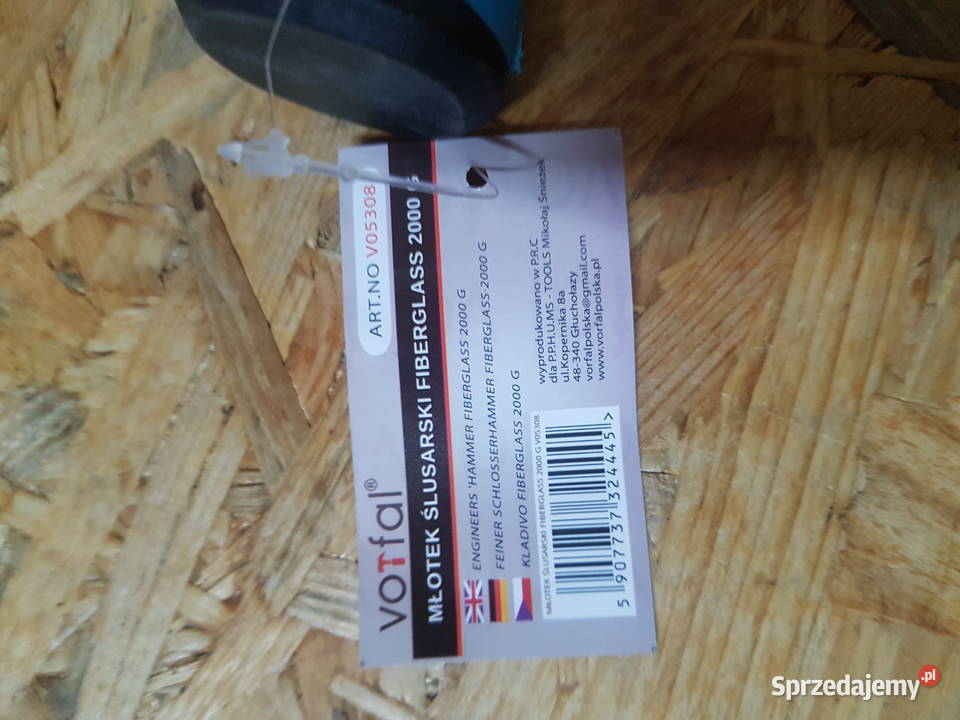 vorfal®
ART.NO V05308
MŁOTEK ŚLUSARSKI FIBERGLASS 2000 G
ENGINEERS 'HAMMER FIBERGLASS 2000 G
FEINER SCHLOSSERHAMMER FIBERGLASS:2000 G
KLADIVO FIBERGLASS 2000 G
MŁOTEK ŚLUSARSKI FIBERGLASS 2000 G V05308
5 907737 324445 >
wyprodukowano w P.R.C
dla P.P.H.U.MS - TOOLS Mikołaj Śnieżek
ul.Kopernika 8a
48-340 Głuchołazy
vorfalpolska@gmail.com
www.vorfalpolska.pl
Sprzedajemy.pl